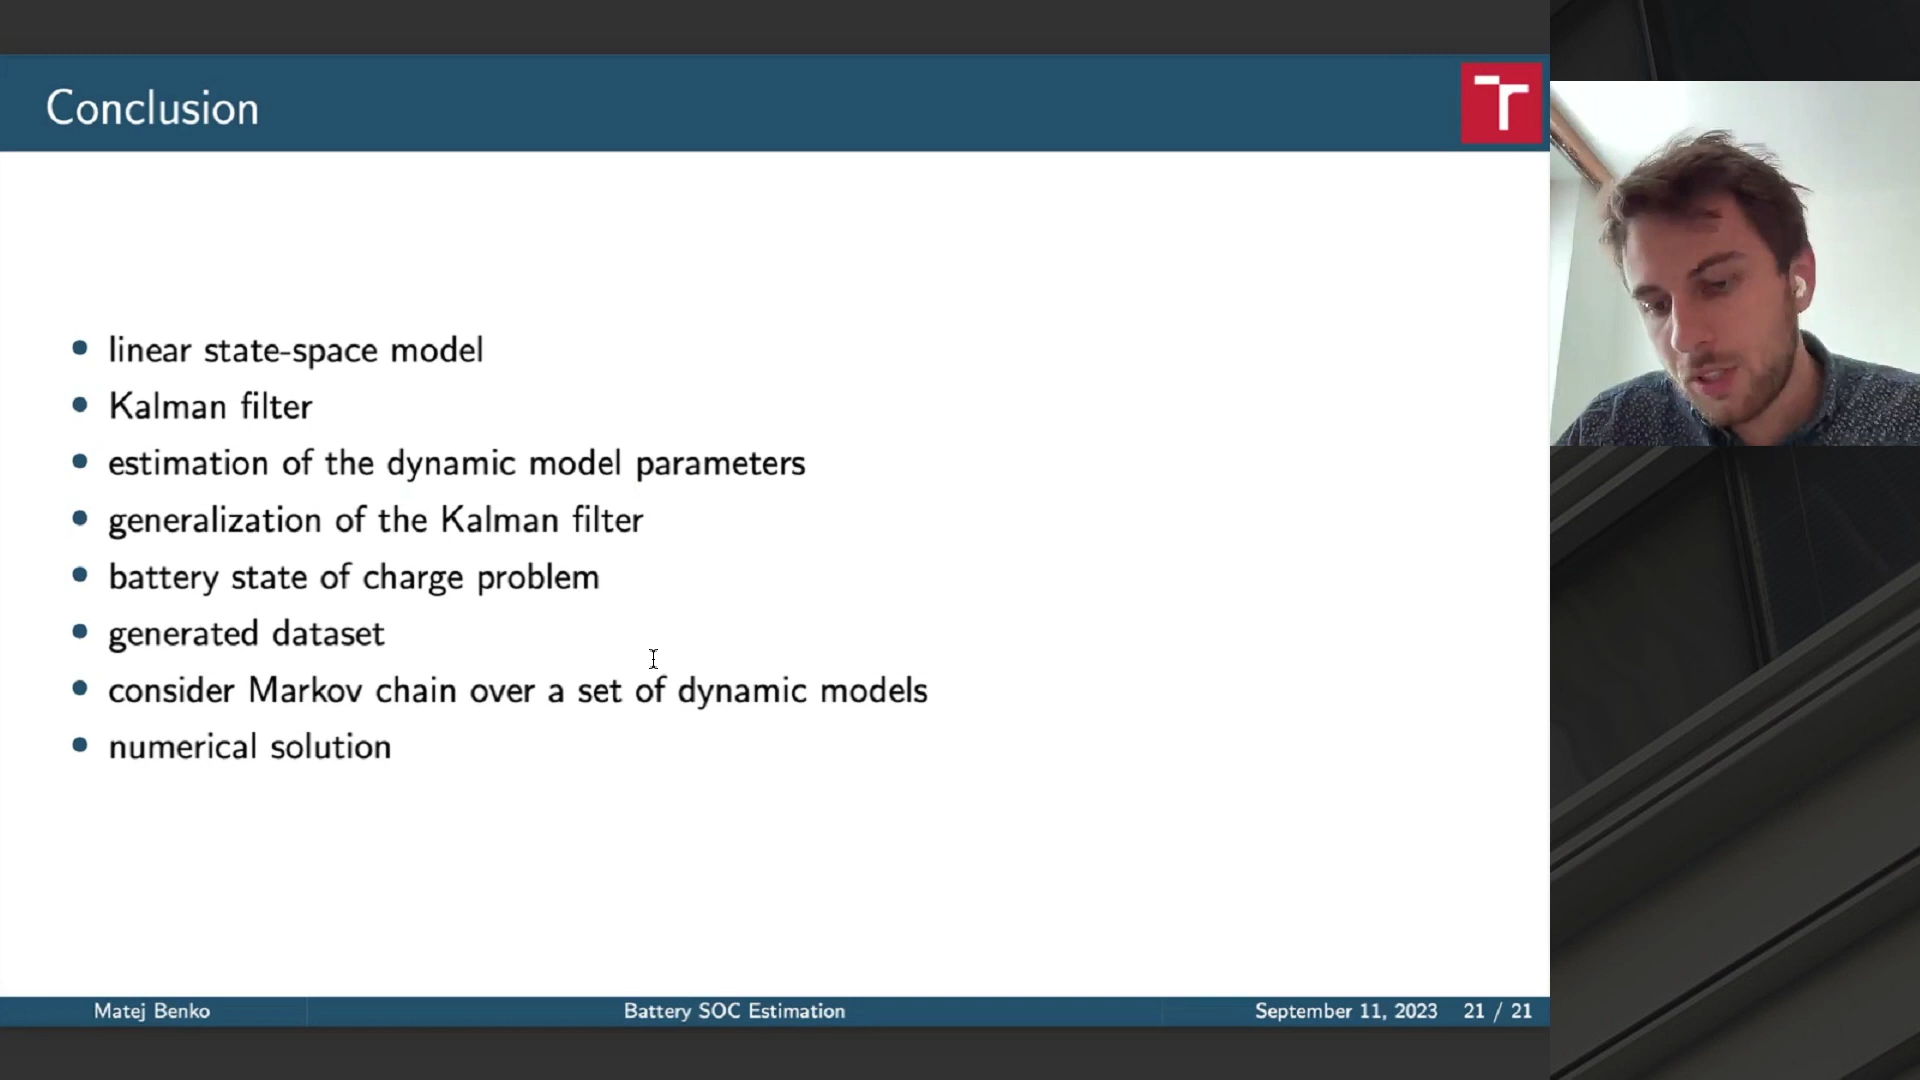 Conclusion
• linear state-space model
• Kalman filter
• estimation of the dynamic model parameters
• generalization of the Kalman filter
• battery state of charge problem
• generated dataset
• consider Markov chain over a set of dynamic models
• numerical solution
Matej Benko Battery SOC Estimation September 11, 2023 21 / 21